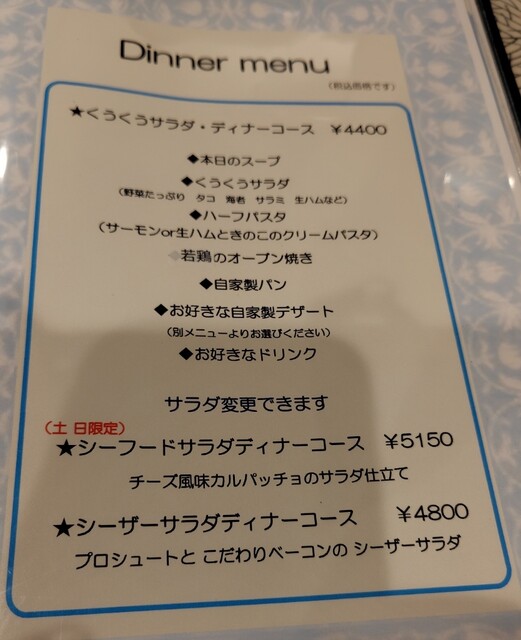 Dinner menu
(税込価格です)
★くうくうサラダ・ディナーコース ¥4400
◆本日のスープ
◆くうくうサラダ
(野菜たっぷり タコ 海老 サラミ 生ハムなど)
◆ハーフパスタ
(サーモンor生ハムときのこのクリームパスタ)
◆若鶏のオーブン焼き
◆自家製パン
◆お好きな自家製デザート
(別メニューよりお選びください)
◆お好きなドリンク
サラダ変更できます
(土 日限定)
★シーフードサラダディナーコース ¥5150
チーズ風味カルパッチョのサラダ仕立て
★シーザーサラダディナーコース ¥4800
プロシュートと こだわりベーコンの シーザーサラダ